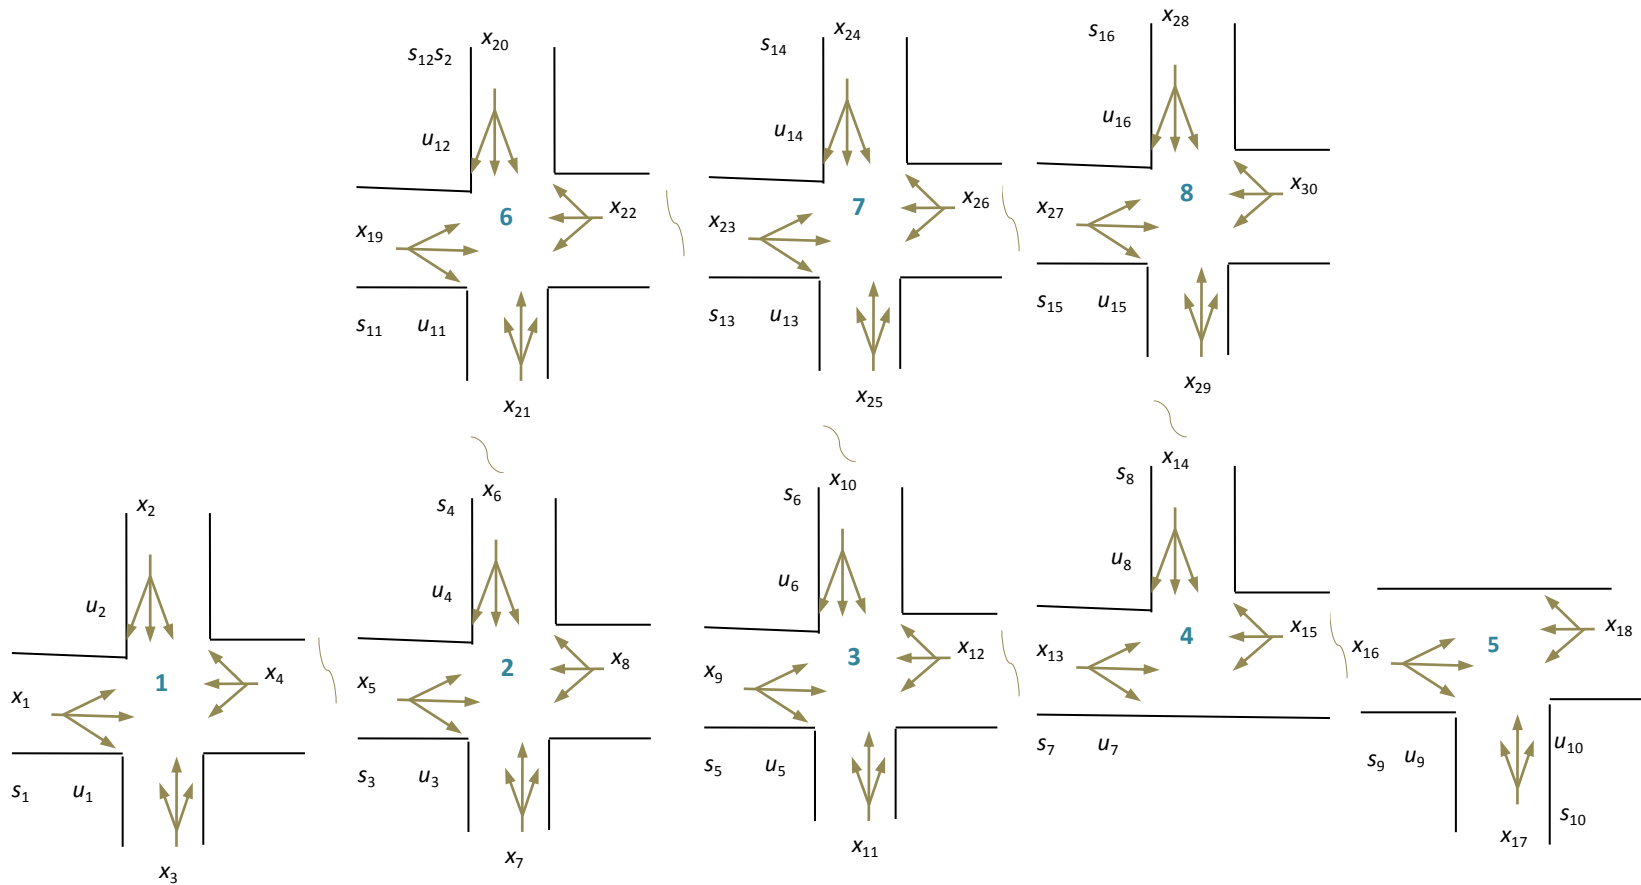 x₂₀
s₁₂s₂
u₁₂
6
x₂₂
x₁₉
s₁₁ u₁₁
x₂₁
x₂₄
s₁₄
u₁₄
7
x₂₆
x₂₃
s₁₃ u₁₃
x₂₅
x₂₈
s₁₆
u₁₆
8
x₃₀
x₂₇
s₁₅ u₁₅
x₂₉
x₂
u₂
1
x₄
x₁
s₁ u₁
x₃
x₆
s₄
u₄
2
x₈
x₅
s₃ u₃
x₇
x₁₀
s₆
u₆
3
x₁₂
x₉
s₅ u₅
x₁₁
x₁₄
s₈
u₈
4
x₁₅
x₁₃
s₇ u₇
x₁₆
5
x₁₈
s₉ u₉
u₁₀
s₁₀
x₁₇